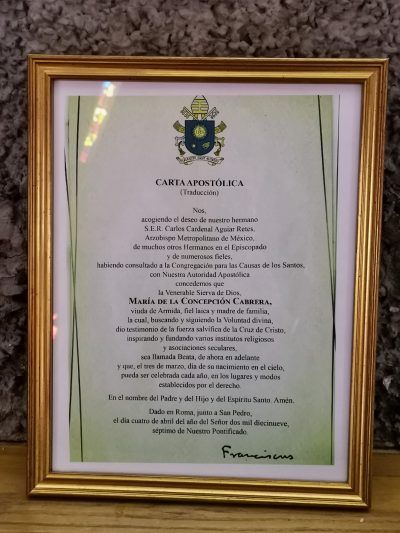 CARTA APOSTÓLICA
(Traducción)
Nos,
acogiendo el deseo de nuestro hermano
S.E.R. Carlos Cardenal Aguiar Retes,
Arzobispo Metropolitano de México,
de muchos otros Hermanos en el Episcopado
y de numerosos fieles,
habiendo consultado a la Congregación para las Causas de los Santos,
con Nuestra Autoridad Apostólica
concedemos que
la Venerable Sierva de Dios,
MARÍA DE LA CONCEPCIÓN CABRERA,
viuda de Armida, fiel laica y madre de familia,
la cual, buscando y siguiendo la Voluntad divina,
dio testimonio de la fuerza salvífica de la Cruz de Cristo,
inspirando y fundando varios institutos religiosos
y asociaciones seculares,
sea llamada Beata, de ahora en adelante
y que, el tres de marzo, día de su nacimiento en el cielo,
pueda ser celebrada cada año, en los lugares y modos
establecidos por el derecho.
En el nombre del Padre y del Hijo y del Espíritu Santo. Amén.
Dado en Roma, junto a San Pedro,
el día cuatro de abril del año del Señor dos mil diecinueve,
séptimo de Nuestro Pontificado.
Franciscus